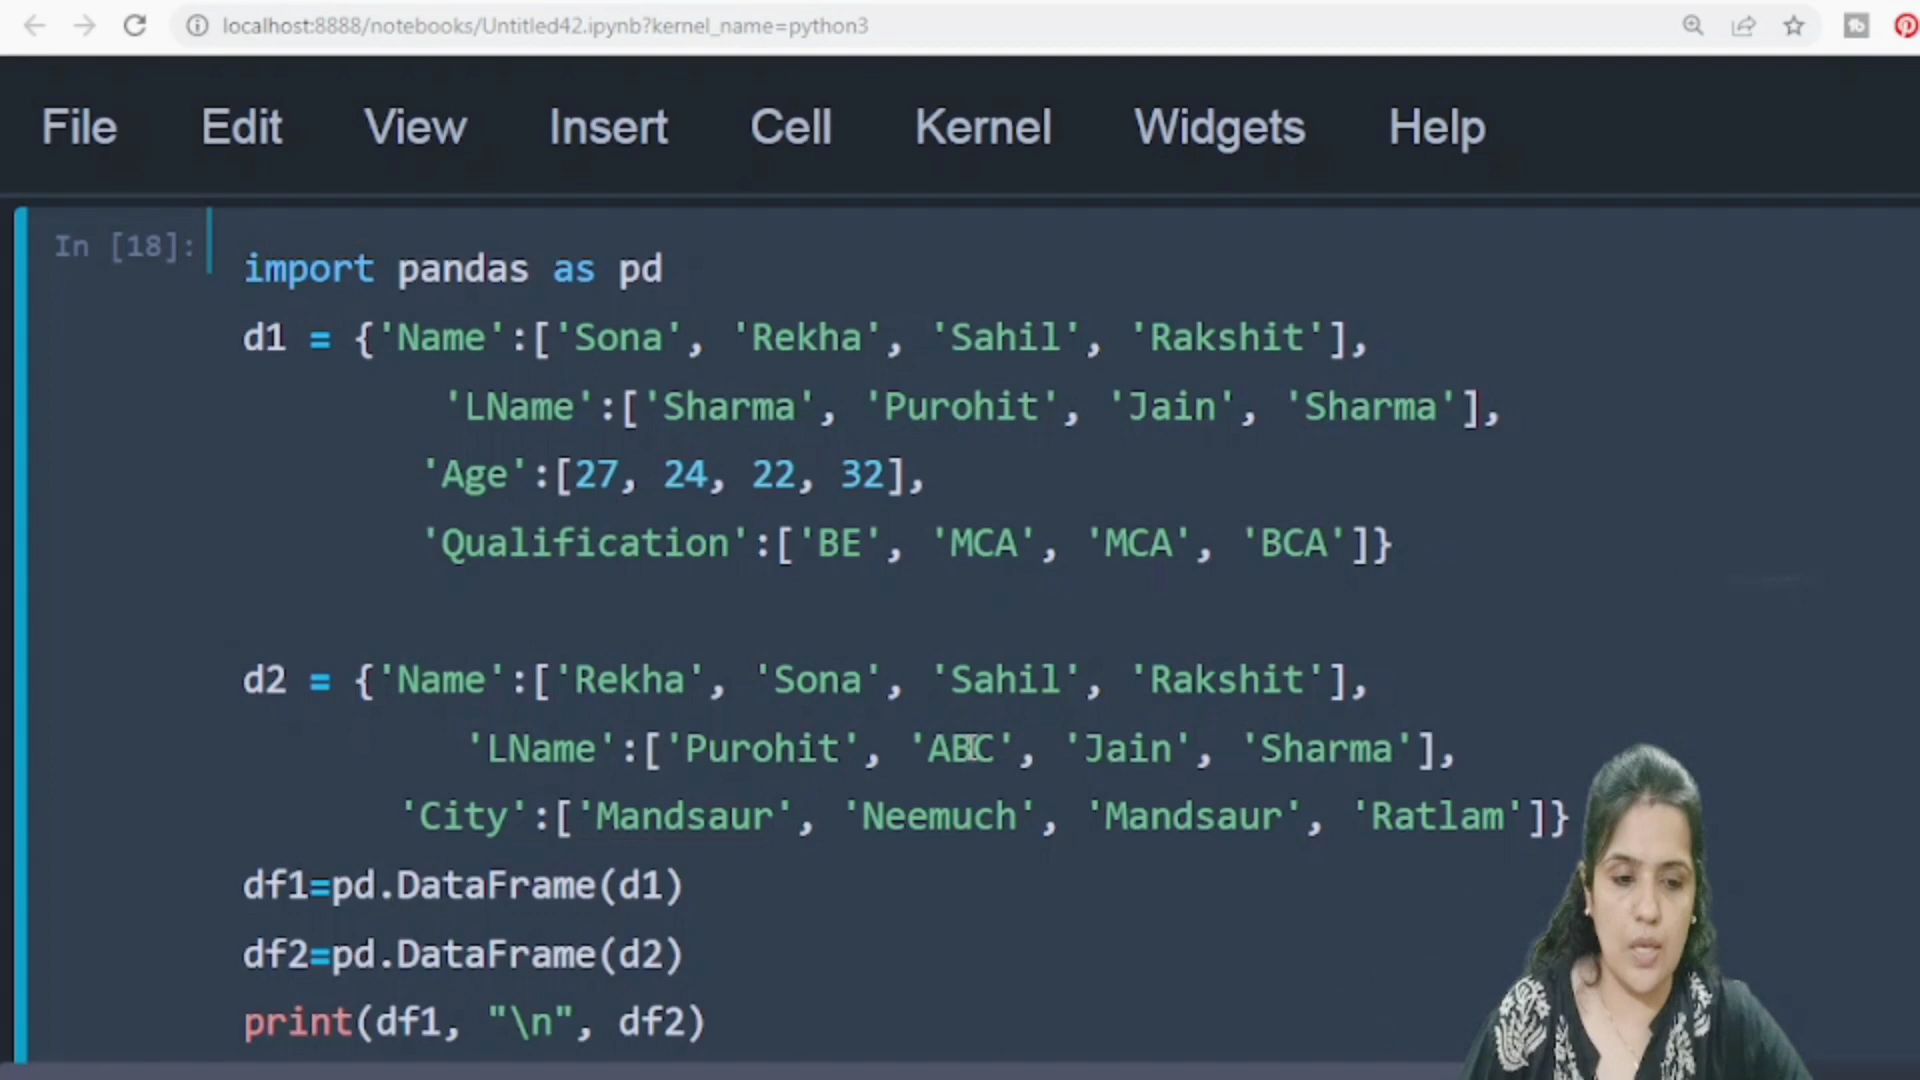 localhost:8888/notebooks/Untitled42.ipynb?kernel_name=python3
File Edit View Insert Cell Kernel Widgets Help
In [18]:
import pandas as pd
d1 = {'Name':['Sona', 'Rekha', 'Sahil', 'Rakshit'],
'LName':['Sharma', 'Purohit', 'Jain', 'Sharma'],
'Age':[27, 24, 22, 32],
'Qualification':['BE', 'MCA', 'MCA', 'BCA']}
d2 = {'Name':['Rekha', 'Sona', 'Sahil', 'Rakshit'],
'LName':['Purohit', 'ABC', 'Jain', 'Sharma'],
'City':['Mandsaur', 'Neemuch', 'Mandsaur', 'Ratlam']}
df1=pd.DataFrame(d1)
df2=pd.DataFrame(d2)
print(df1, "\n", df2)